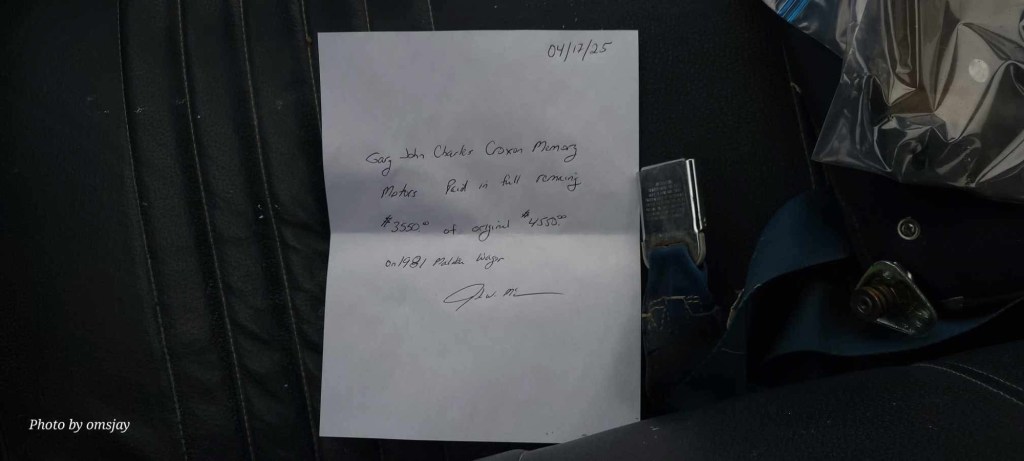 04/17/25
Gary John Charles Croxon Memory
Motors Paid in full remaing
$3550.00 of original $4550.00
on 1981 Malibu Wagon
Photo by omsjay